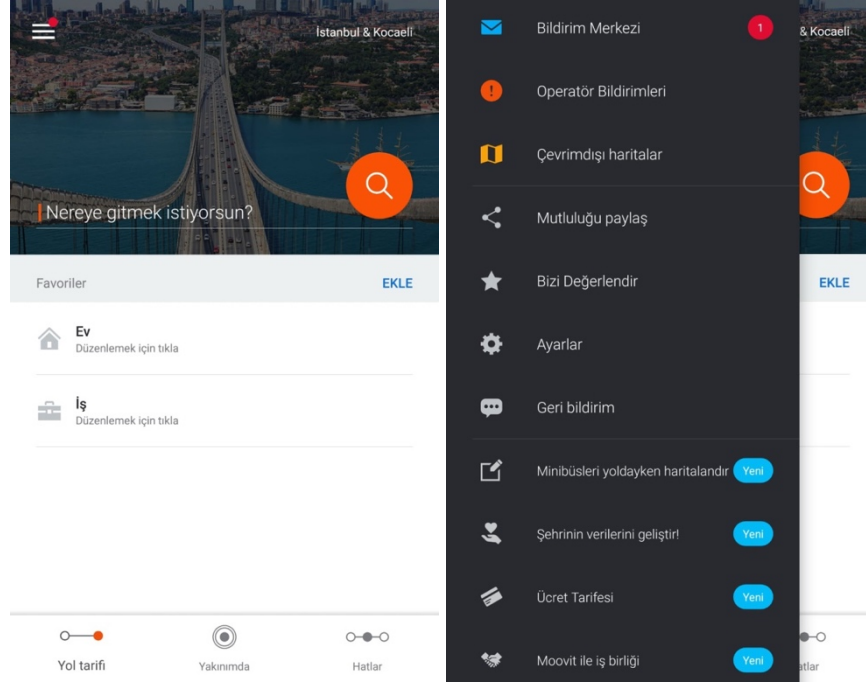 İstanbul & Kocaeli
Nereye gitmek istiyorsun?
Favoriler
EKLE
Ev
Düzenlemek için tıkla
İş
Düzenlemek için tıkla
Yol tarifi
Yakınımda
Hatlar
Bildirim Merkezi
1
& Kocaeli
Operatör Bildirimleri
Çevrimdışı haritalar
Mutluluğu paylaş
Bizi Değerlendir
EKLE
Ayarlar
Geri bildirim
Minibüsleri yoldayken haritalandır
Yeni
Şehrinin verilerini geliştir!
Yeni
Ücret Tarifesi
Yeni
Moovit ile iş birliği
Yeni
atlar